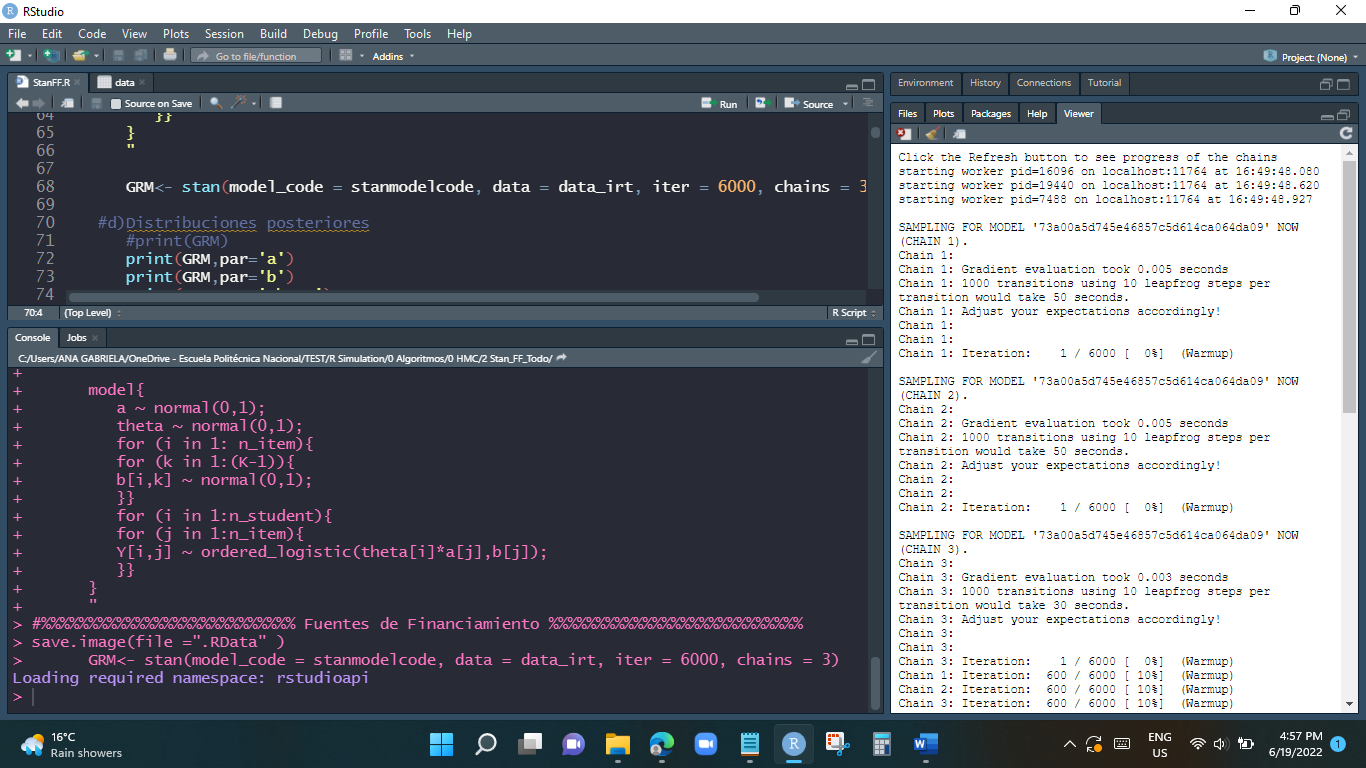 RStudio
File Edit Code View Plots Session Build Debug Profile Tools Help
Go to file/function Addins Project: (None)
StanFF.R data
Source on Save Run Source
64 }}
65 }
66 "
67
68 GRM<- stan(model_code = stanmodelcode, data = data_irt, iter = 6000, chains = 3
69
70 #d)Distribuciones posteriores
71 #print(GRM)
72 print(GRM,par='a')
73 print(GRM,par='b')
74
70:4 (Top Level) R Script
Console Jobs
C:/Users/ANA GABRIELA/OneDrive - Escuela Politécnica Nacional/TEST/R Simulation/0 Algoritmos/0 HMC/2 Stan_FF_Todo/
+
+ model{
+ a ~ normal(0,1);
+ theta ~ normal(0,1);
+ for (i in 1: n_item){
+ for (k in 1:(K-1)){
+ b[i,k] ~ normal(0,1);
+ }}
+ for (i in 1:n_student){
+ for (j in 1:n_item){
+ Y[i,j] ~ ordered_logistic(theta[i]*a[j],b[j]);
+ }}
+ }
+ "
> #%%%%%%%%%%%%%%%%%%%%%%%%% Fuentes de Financiamiento %%%%%%%%%%%%%%%%%%%%%%%%%
> save.image(file =".RData" )
> GRM<- stan(model_code = stanmodelcode, data = data_irt, iter = 6000, chains = 3)
Loading required namespace: rstudioapi
>
Environment History Connections Tutorial
Files Plots Packages Help Viewer
Click the Refresh button to see progress of the chains
starting worker pid=16096 on localhost:11764 at 16:49:48.080
starting worker pid=19440 on localhost:11764 at 16:49:48.620
starting worker pid=7488 on localhost:11764 at 16:49:48.927
SAMPLING FOR MODEL '73a00a5d745e46857c5d614ca064da09' NOW
(CHAIN 1).
Chain 1:
Chain 1: Gradient evaluation took 0.005 seconds
Chain 1: 1000 transitions using 10 leapfrog steps per
transition would take 50 seconds.
Chain 1: Adjust your expectations accordingly!
Chain 1:
Chain 1:
Chain 1: Iteration: 1 / 6000 [ 0%] (Warmup)
SAMPLING FOR MODEL '73a00a5d745e46857c5d614ca064da09' NOW
(CHAIN 2).
Chain 2:
Chain 2: Gradient evaluation took 0.005 seconds
Chain 2: 1000 transitions using 10 leapfrog steps per
transition would take 50 seconds.
Chain 2: Adjust your expectations accordingly!
Chain 2:
Chain 2:
Chain 2: Iteration: 1 / 6000 [ 0%] (Warmup)
SAMPLING FOR MODEL '73a00a5d745e46857c5d614ca064da09' NOW
(CHAIN 3).
Chain 3:
Chain 3: Gradient evaluation took 0.003 seconds
Chain 3: 1000 transitions using 10 leapfrog steps per
transition would take 30 seconds.
Chain 3: Adjust your expectations accordingly!
Chain 3:
Chain 3:
Chain 3: Iteration: 1 / 6000 [ 0%] (Warmup)
Chain 1: Iteration: 600 / 6000 [ 10%] (Warmup)
Chain 2: Iteration: 600 / 6000 [ 10%] (Warmup)
Chain 3: Iteration: 600 / 6000 [ 10%] (Warmup)
16°C
Rain showers
ENG
US
4:57 PM
6/19/2022
1